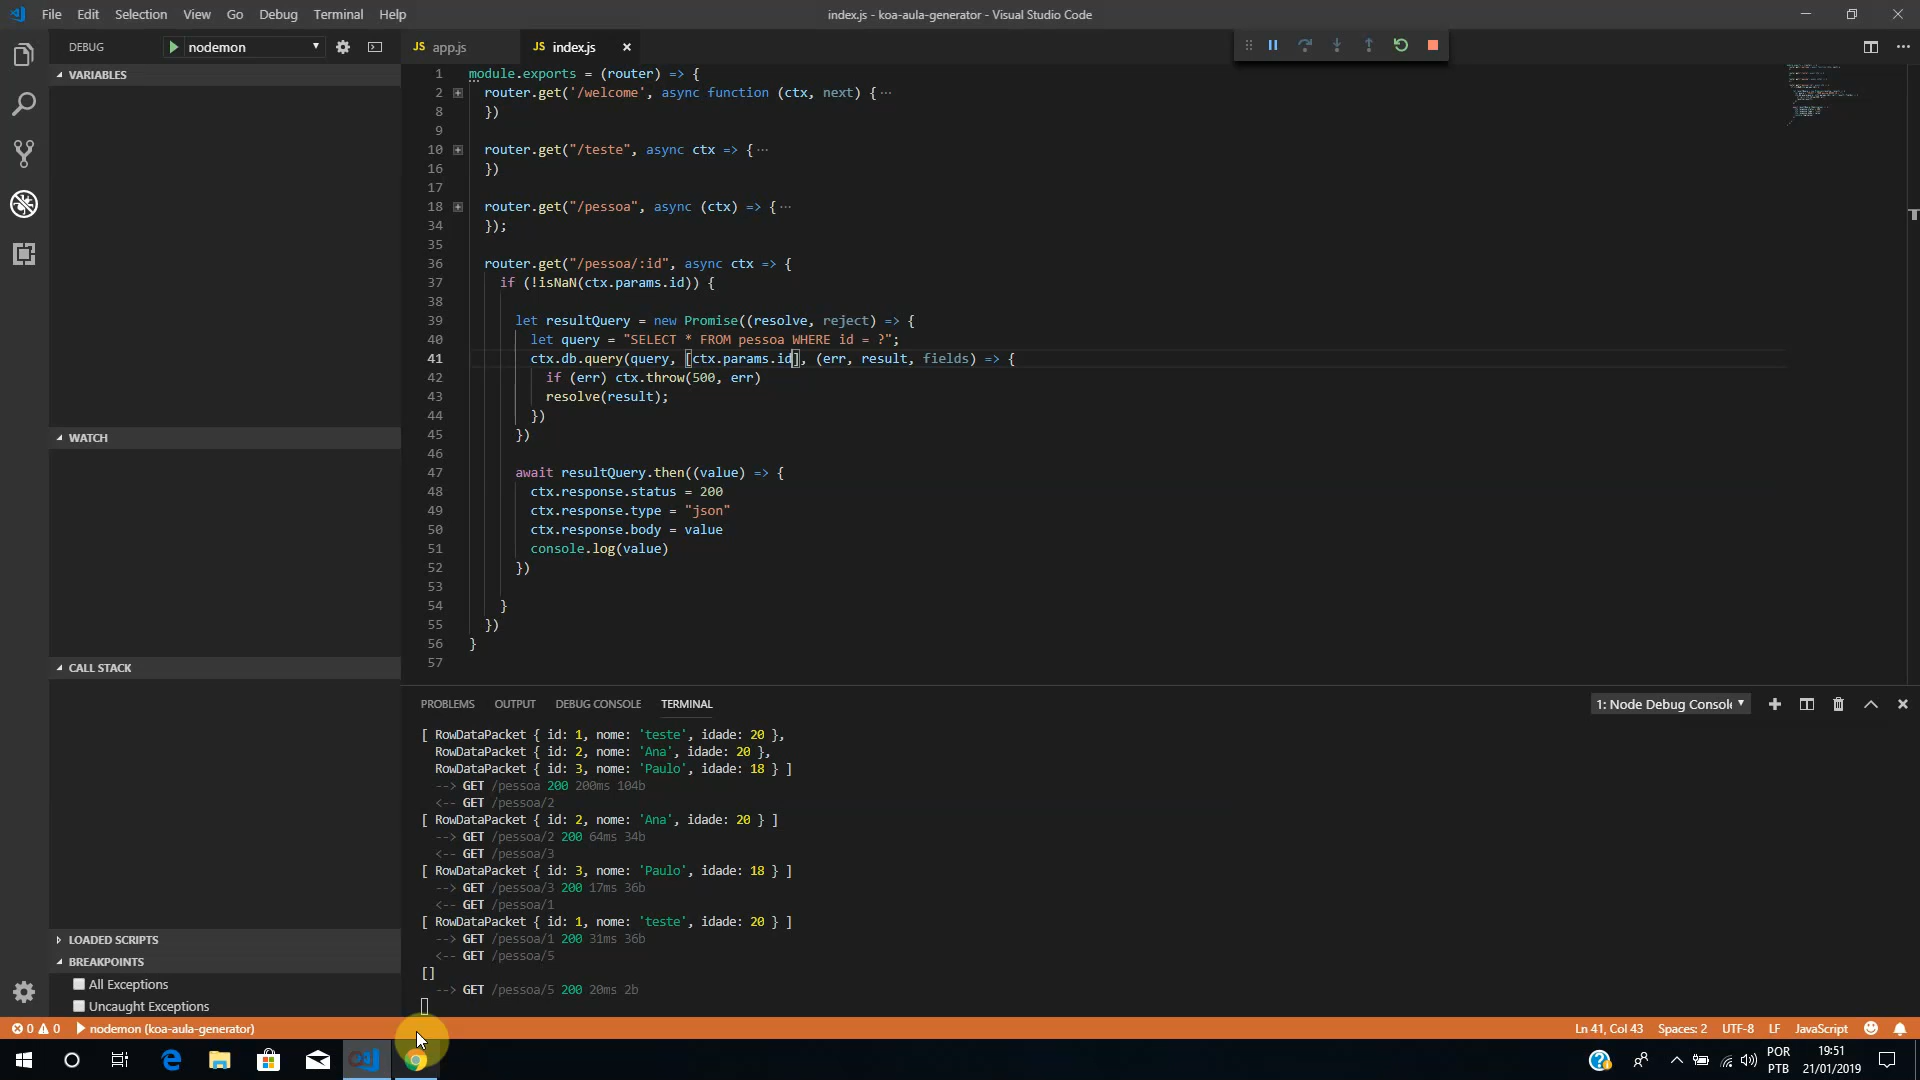 File Edit Selection View Go Debug Terminal Help
index.js - koa-aula-generator - Visual Studio Code
DEBUG nodemon
JS app.js JS index.js
VARIABLES
WATCH
CALL STACK
LOADED SCRIPTS
BREAKPOINTS
All Exceptions
Uncaught Exceptions
1 module.exports = (router) => {
2 router.get('/welcome', async function (ctx, next) { ···
8 })
9
10 router.get("/teste", async ctx => { ···
16 })
17
18 router.get("/pessoa", async (ctx) => { ···
34 });
35
36 router.get("/pessoa/:id", async ctx => {
37 if (!isNaN(ctx.params.id)) {
38
39 let resultQuery = new Promise((resolve, reject) => {
40 let query = "SELECT * FROM pessoa WHERE id = ?";
41 ctx.db.query(query, [ctx.params.id], (err, result, fields) => {
42 if (err) ctx.throw(500, err)
43 resolve(result);
44 })
45 })
46
47 await resultQuery.then((value) => {
48 ctx.response.status = 200
49 ctx.response.type = "json"
50 ctx.response.body = value
51 console.log(value)
52 })
53
54 }
55 })
56 }
57
PROBLEMS OUTPUT DEBUG CONSOLE TERMINAL
1: Node Debug Console
[ RowDataPacket { id: 1, nome: 'teste', idade: 20 },
RowDataPacket { id: 2, nome: 'Ana', idade: 20 },
RowDataPacket { id: 3, nome: 'Paulo', idade: 18 } ]
--> GET /pessoa 200 200ms 104b
<-- GET /pessoa/2
[ RowDataPacket { id: 2, nome: 'Ana', idade: 20 } ]
--> GET /pessoa/2 200 64ms 34b
<-- GET /pessoa/3
[ RowDataPacket { id: 3, nome: 'Paulo', idade: 18 } ]
--> GET /pessoa/3 200 17ms 36b
<-- GET /pessoa/1
[ RowDataPacket { id: 1, nome: 'teste', idade: 20 } ]
--> GET /pessoa/1 200 31ms 36b
<-- GET /pessoa/5
[]
--> GET /pessoa/5 200 20ms 2b
0 0 nodemon (koa-aula-generator)
Ln 41, Col 43 Spaces: 2 UTF-8 LF JavaScript
POR
PTB
19:51
21/01/2019